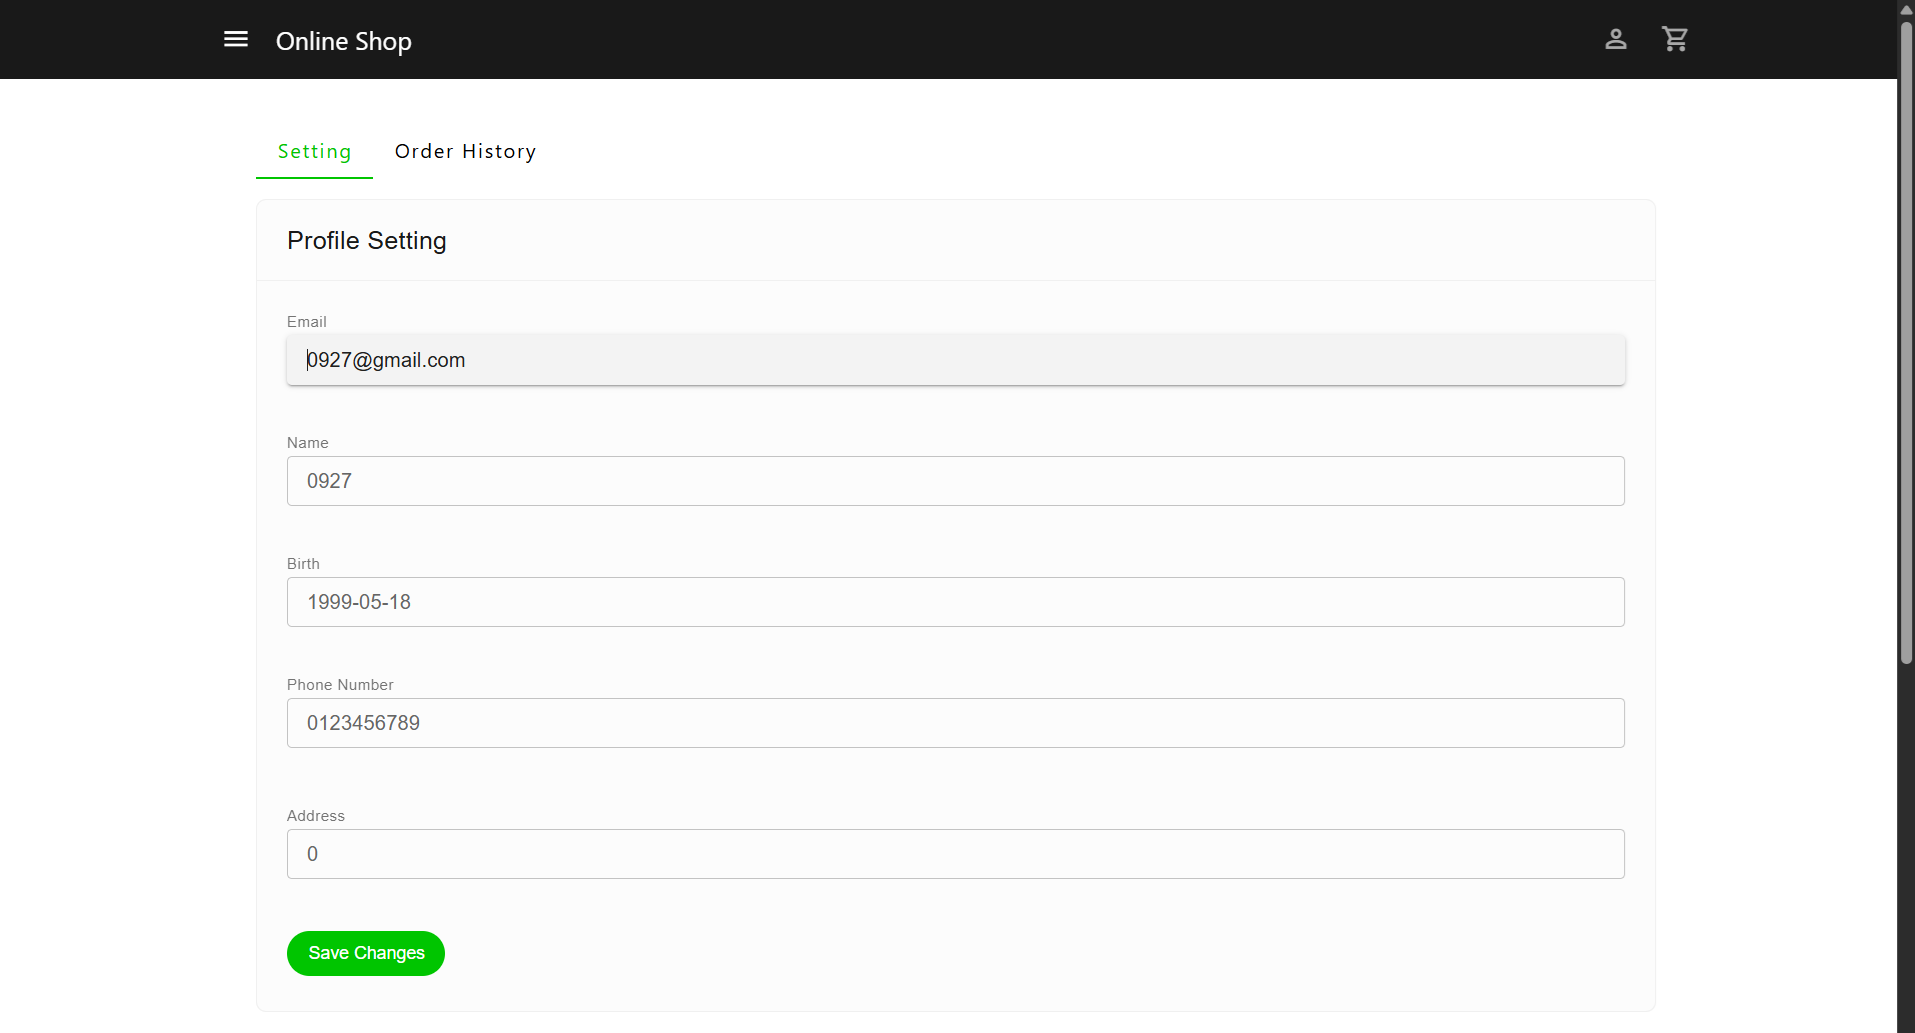 Online Shop
Setting Order History
Profile Setting
Email
0927@gmail.com
Name
0927
Birth
1999-05-18
Phone Number
0123456789
Address
0
Save Changes